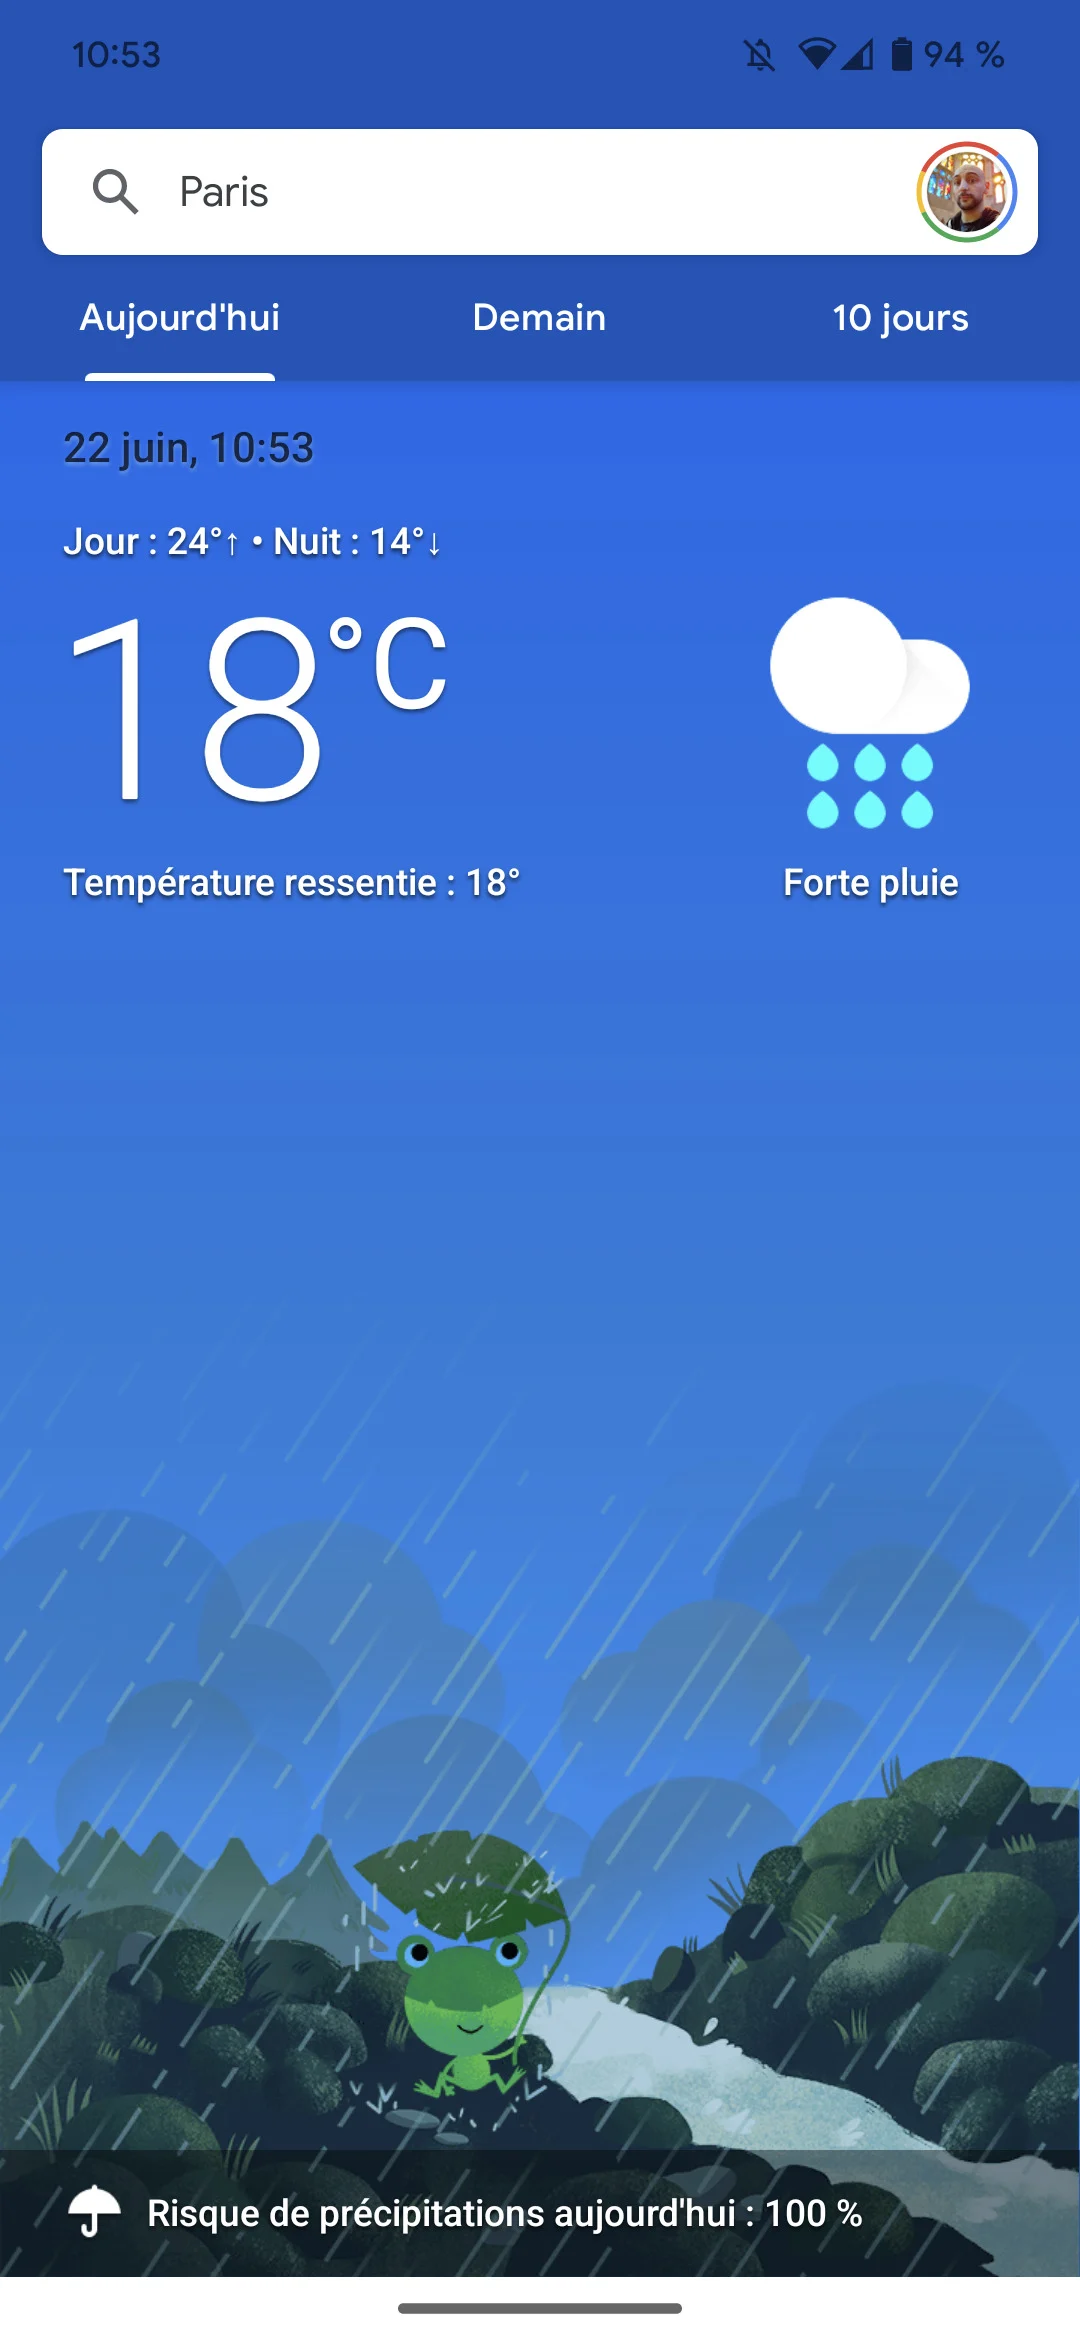 10:53
94 %
Paris
Aujourd'hui
Demain
10 jours
22 juin, 10:53
Jour : 24°↑ • Nuit : 14°↓
18°C
Température ressentie : 18°
Forte pluie
Risque de précipitations aujourd'hui : 100 %